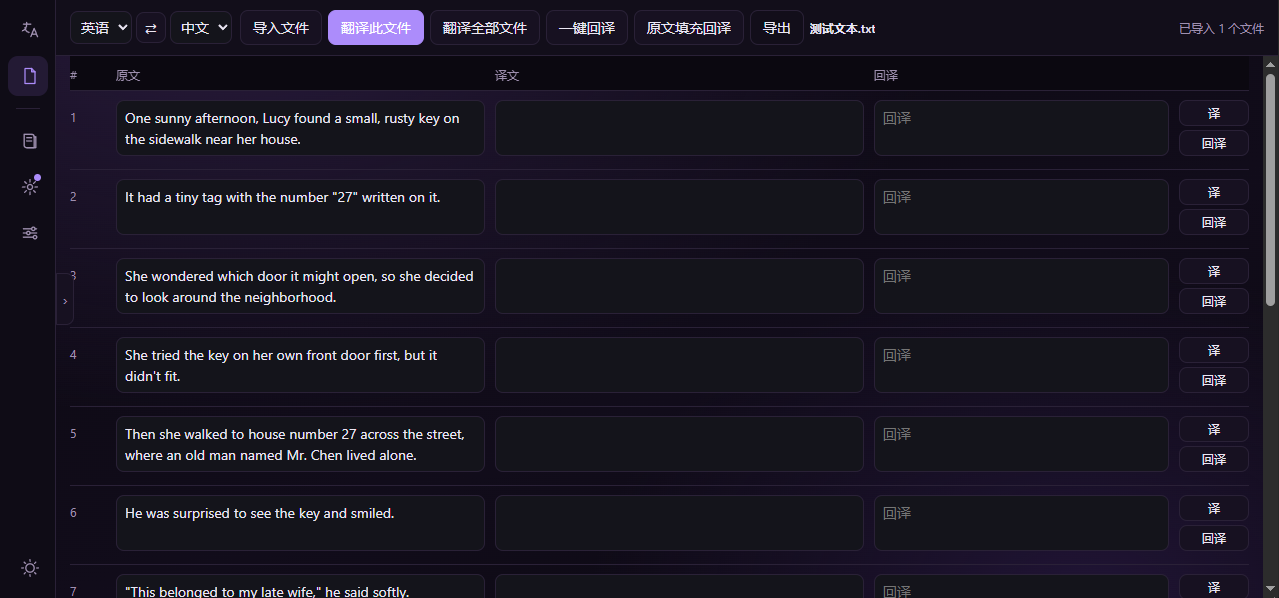 英语 中文 导入文件 翻译此文件 翻译全部文件 一键回译 原文填充回译 导出 测试文本.txt 已导入 1 个文件
# 原文 译文 回译
1 One sunny afternoon, Lucy found a small, rusty key on 回译 译
the sidewalk near her house. 回译
2 It had a tiny tag with the number "27" written on it. 回译 译
回译
3 She wondered which door it might open, so she decided 回译 译
to look around the neighborhood. 回译
4 She tried the key on her own front door first, but it 回译 译
didn't fit. 回译
5 Then she walked to house number 27 across the street, 回译 译
where an old man named Mr. Chen lived alone. 回译
6 He was surprised to see the key and smiled. 回译 译
回译
7 "This belonged to my late wife," he said softly. 回译 译